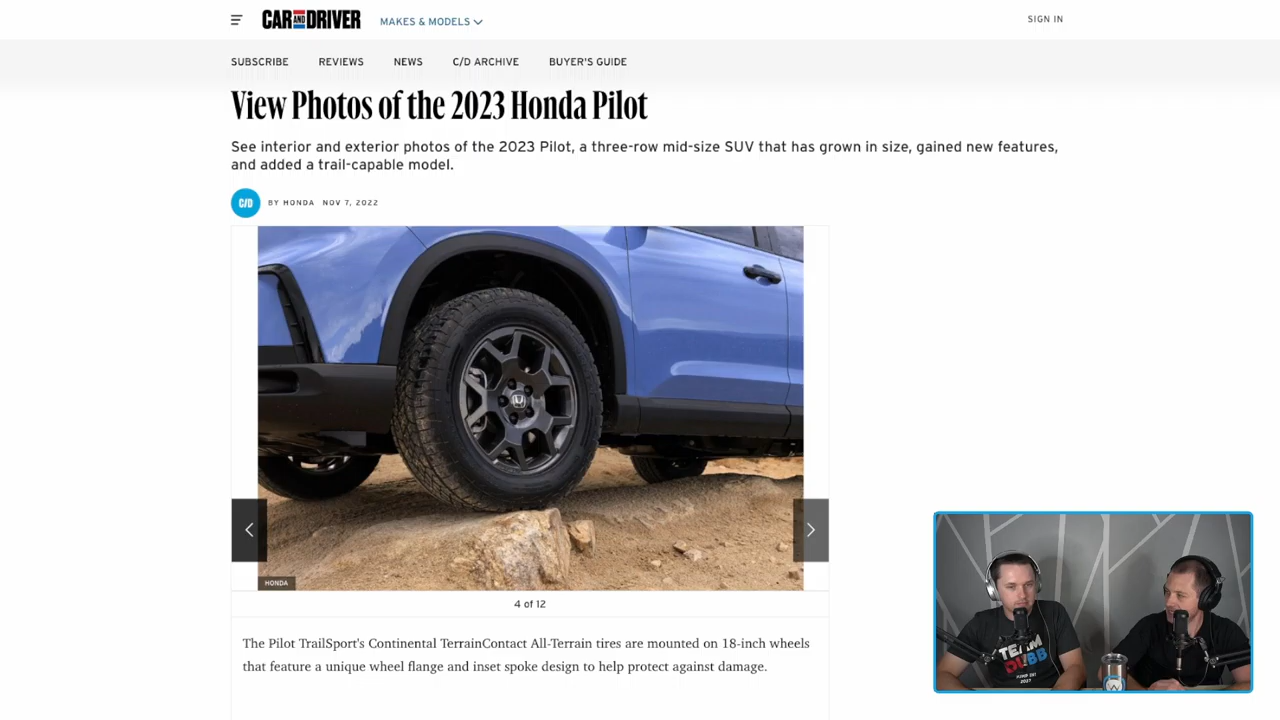 CAR AND DRIVER
MAKES & MODELS
SIGN IN
SUBSCRIBE
REVIEWS
NEWS
C/D ARCHIVE
BUYER'S GUIDE
View Photos of the 2023 Honda Pilot
See interior and exterior photos of the 2023 Pilot, a three-row mid-size SUV that has grown in size, gained new features,
and added a trail-capable model.
C/D
BY HONDA NOV 7, 2022
HONDA
4 of 12
The Pilot TrailSport's Continental TerrainContact All-Terrain tires are mounted on 18-inch wheels
that feature a unique wheel flange and inset spoke design to help protect against damage.
TEAM